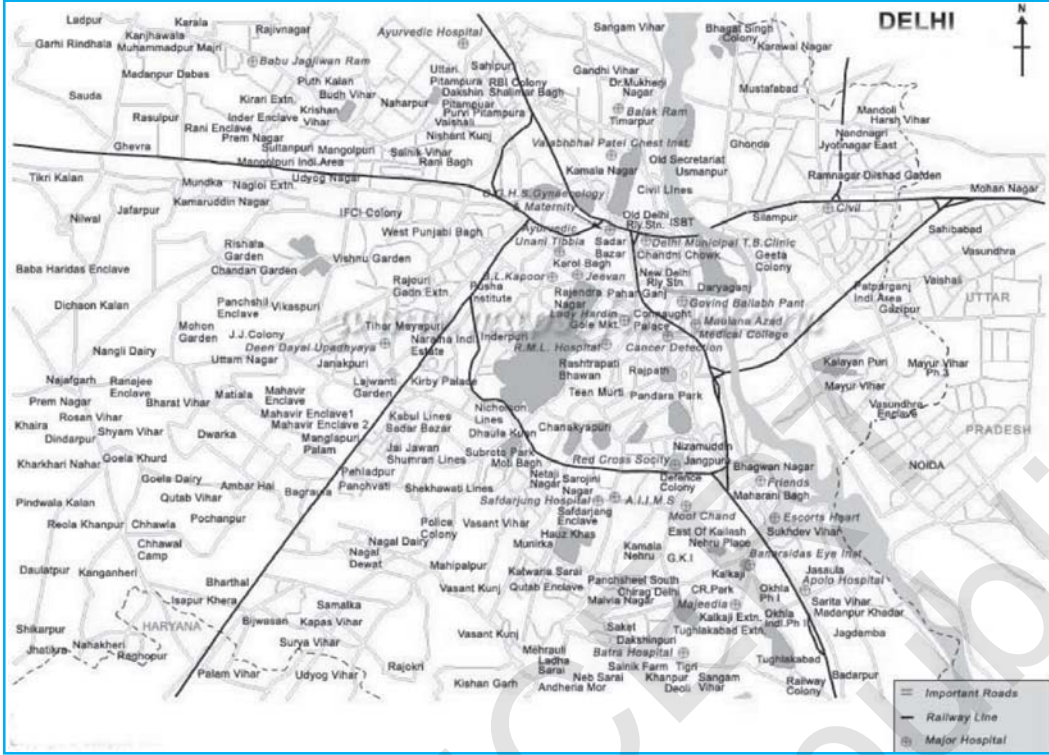 DELHI
N
Ladpur
Kerala
Rajivnagar
Ayurvedic Hospital
Sangam Vihar
Bhagat Singh
Colony
Karawal Nagar
Garhi Rindhala
Kanjhawala
Muhammadpur Majri
Babu Jagjiwan Ram
Madanpur Dabas
Puth Kalan
Budh Vihar
Uttari
Pitampura
Sahipur
RBI Colony
Dakshin
Shalimar Bagh
Pitampuar
Purvi Pitampura
Vaishali
Gandhi Vihar
Dr.Mukherji
Nagar
Mustafabad
Sauda
Kirari Extn.
Krishan
Vihar
Naharpur
Balak Ram
Timarpur
Mandoli
Harsh Vihar
Rasulpur
Inder Enclave
Rani Enclave
Prem Nagar
Nishant Kunj
Nandnagri
Jyotinagar East
Ghevra
Sultanpuri
Mangolpuri
Mangolpuri Indl.Area
Sainik Vihar
Rani Bagh
Valabhbhai Patel Chest Inst.
Kamala Nagar
Old Secretariat
Usmanpur
Ghonda
Tikri Kalan
Mundka
Nagloi Extn.
Udyog Nagar
Civil Lines
Ramnagar
Dilshad Garden
Mohan Nagar
Nilwal
Jafarpur
Kamaruddin Nagar
IFCI-Colony
C.G.H.S.Gynaecology
& Maternity
West Punjabi Bagh
Ayurvedic
Unani Tibbia
Old Delhi
Rly.Stn.
ISBT
Silampur
Civil
Sahibabad
Rishala
Garden
Chandan Garden
Vishnu Garden
Sadar
Bazar
Delhi Municipal T.B.Clinic
Chandni Chowk
Geeta
Colony
Vasundhra
Baba Haridas Enclave
Rajouri
Gadn Extn.
Pusha
Institute
Karol Bagh
B.L.Kapoor
Jeevan
New Delhi
Rly Stn.
Daryaganj
Vaishali
Dichaon Kalan
Panchshil
Enclave
Vikaspuri
Rajendra
Nagar
PaharGanj
Govind Ballabh Pant
Patparganj
Indl.Area
Gazipur
UTTAR
Mohon
Garden
J.J.Colony
Tihar
Mayapuri
Lady Hardin
Gole Mkt.
Connaught
Palace
Maulana Azad
Medical College
Nangli Dairy
Deen Dayal Upadhyaya
Uttam Nagar
Janakpuri
Naraina Indl
Estate
Inderpuri
R.M.L. Hospital
Cancer Detection
Kalayan Puri
Mayur Vihar
Ph 3
Najafgarh
Ranajee
Enclave
Matiala
Mahavir
Enclave
Lajwanti
Garden
Kirby Palace
Rashtrapati
Bhawan
Rajpath
Mayur Vihar
Prem Nagar
Bharat Vihar
Teen Murti
Pandara Park
Vasundra
Enclave
Rosan Vihar
Mahavir Enclave1
Mahavir Enclave 2
Kabul Lines
Sadar Bazar
Nicholson
Lines
PRADESH
Khaira
Dindarpur
Shyam Vihar
Dwarka
Manglapuri
Palam
Jai Jawan
Shumran Lines
Dhaula Kuan
Chanakyapuri
Nizamuddin
Kharkhari Nahar
Goela Khurd
Pehladpur
Panchvati
Subroto Park
Moti Bagh
Red Cross Socity
Jangpura
Bhagwan Nagar
NOIDA
Goela Dairy
Ambar Hai
Bagraura
Shekhawati Lines
Netaji
Nagar
Sarojini
Nagar
Defence
Colony
Friends
Maharani Bagh
Pindwala Kalan
Qutab Vihar
Safdarjung Hospital
A.I.I.M.S
Reola Khanpur
Chhawla
Pochanpur
Police
Colony
Vasant Vihar
Safdarjang
Enclave
Mool Chand
Escorts Heart
Chhawal
Camp
Nagal Dairy
Nagal
Dewat
Munirka
Hauz Khas
East Of Kailash
Nehru Place
Sukhdev Vihar
Daulatpur
Kanganheri
Mahipalpur
Katwaria Sarai
Kamala
Nehru
G.K.I
Banarsidas Eye Inst
Bharthal
Vasant Kunj
Qutab Enclave
Panchsheel South
Chirag Delhi
Kalkaji
Jasaula
Apolo Hospital
Isapur Khera
Samalka
Malvia Nagar
CR.Park
Okhla
Ph I
Sarita Vihar
Majeedia
Madanpur Khadar
Shikarpur
HARYANA
Bijwasan
Kapas Vihar
Vasant Kunj
Saket
Dakshinpuri
Kalkaji Extn.
Tughlakabad Extn.
Okhla
Indl.Ph II
Jagdemba
Jhatikra
Nahakheri
Raghopur
Surya Vihar
Rajokri
Mehrauli
Ladha
Sarai
Batra Hospital
Tughlakabad
Palam Vihar
Udyog Vihar
Kishan Garh
Neb Sarai
Andheria Mor
Sainik Farm
Tigri
Khanpur
Deoli
Sangam
Vihar
Railway
Colony
Badarpur
Important Roads
Railway Line
Major Hospital